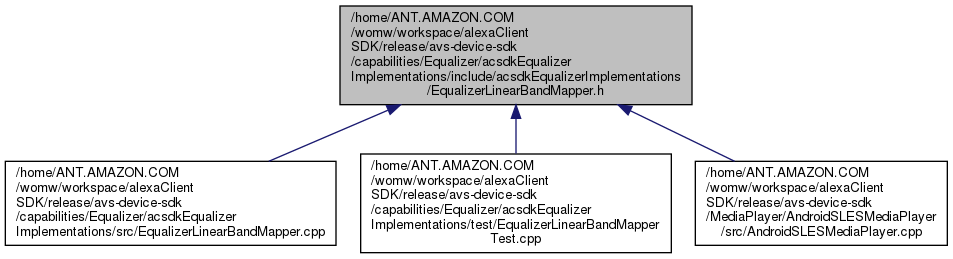 /home/ANT.AMAZON.COM
/womw/workspace/alexaClient
SDK/release/avs-device-sdk
/capabilities/Equalizer/acsdkEqualizer
Implementations/include/acsdkEqualizerImplementations
/EqualizerLinearBandMapper.h
/home/ANT.AMAZON.COM
/womw/workspace/alexaClient
SDK/release/avs-device-sdk
/capabilities/Equalizer/acsdkEqualizer
Implementations/src/EqualizerLinearBandMapper.cpp
/home/ANT.AMAZON.COM
/womw/workspace/alexaClient
SDK/release/avs-device-sdk
/capabilities/Equalizer/acsdkEqualizer
Implementations/test/EqualizerLinearBandMapper
Test.cpp
/home/ANT.AMAZON.COM
/womw/workspace/alexaClient
SDK/release/avs-device-sdk
/MediaPlayer/AndroidSLESMediaPlayer
/src/AndroidSLESMediaPlayer.cpp